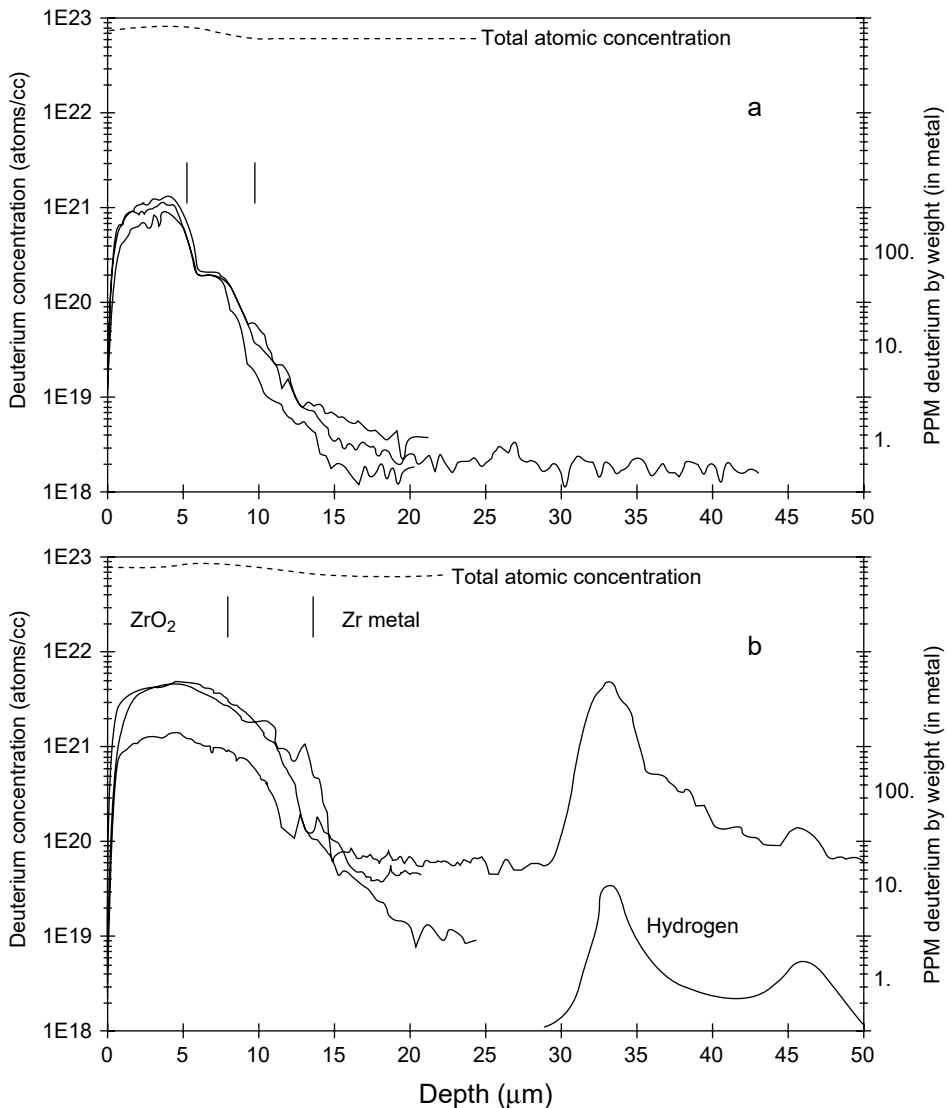 1E23
Total atomic concentration
1E22
a
1E21
100.
1E20
10.
1E19
1.
1E18
0 5 10 15 20 25 30 35 40 45 50
Deuterium concentration (atoms/cc)
PPM deuterium by weight (in metal)
1E23
Total atomic concentration
ZrO2 Zr metal
b
1E22
1E21
100.
1E20
10.
Hydrogen
1E19
1.
1E18
0 5 10 15 20 25 30 35 40 45 50
Deuterium concentration (atoms/cc)
PPM deuterium by weight (in metal)
Depth (μm)